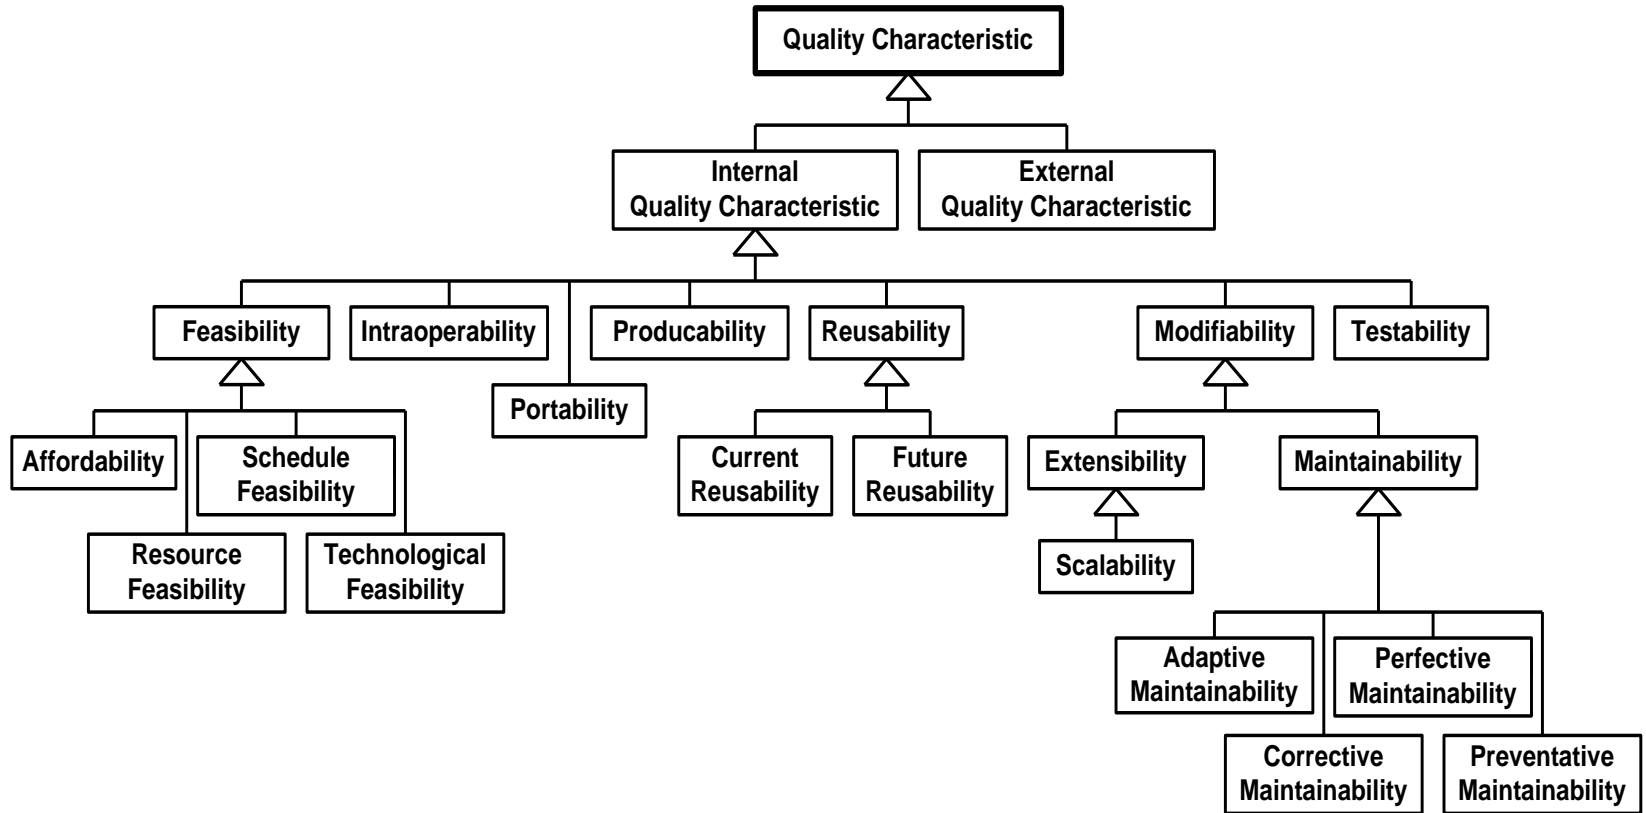 Quality Characteristic
Internal
Quality Characteristic
External
Quality Characteristic
Feasibility
Intraoperability
Producability
Reusability
Modifiability
Testability
Portability
Affordability
Schedule
Feasibility
Current
Reusability
Future
Reusability
Extensibility
Maintainability
Resource
Feasibility
Technological
Feasibility
Scalability
Adaptive
Maintainability
Perfective
Maintainability
Corrective
Maintainability
Preventative
Maintainability